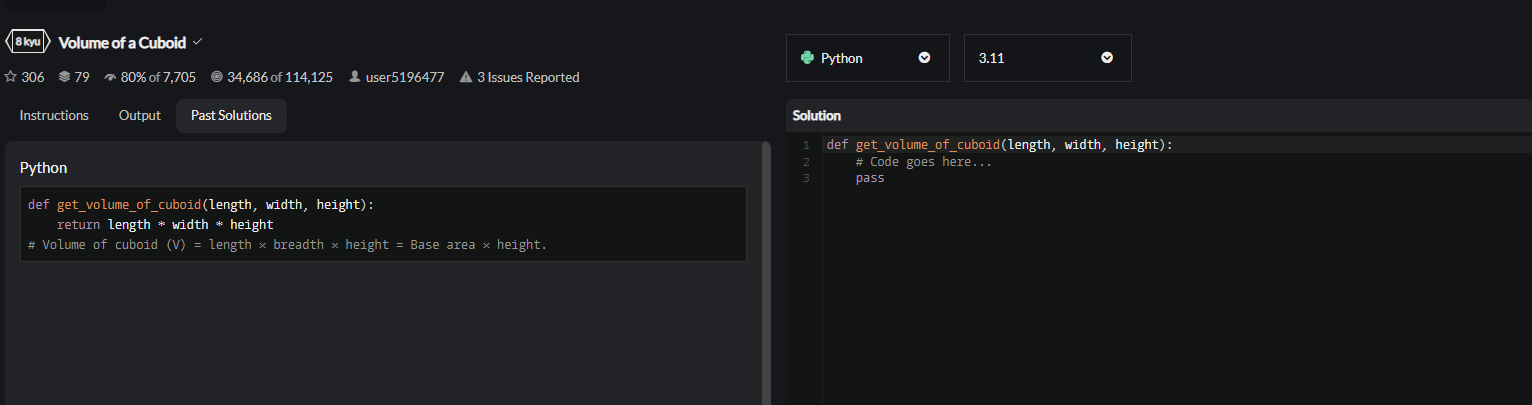 8 kyu Volume of a Cuboid
306 79 80% of 7,705 34,686 of 114,125 user5196477 3 Issues Reported
Instructions Output Past Solutions
Python
def get_volume_of_cuboid(length, width, height):
    return length * width * height
# Volume of cuboid (V) = length × breadth × height = Base area × height.
Python 3.11
Solution
1 def get_volume_of_cuboid(length, width, height):
2     # Code goes here...
3     pass